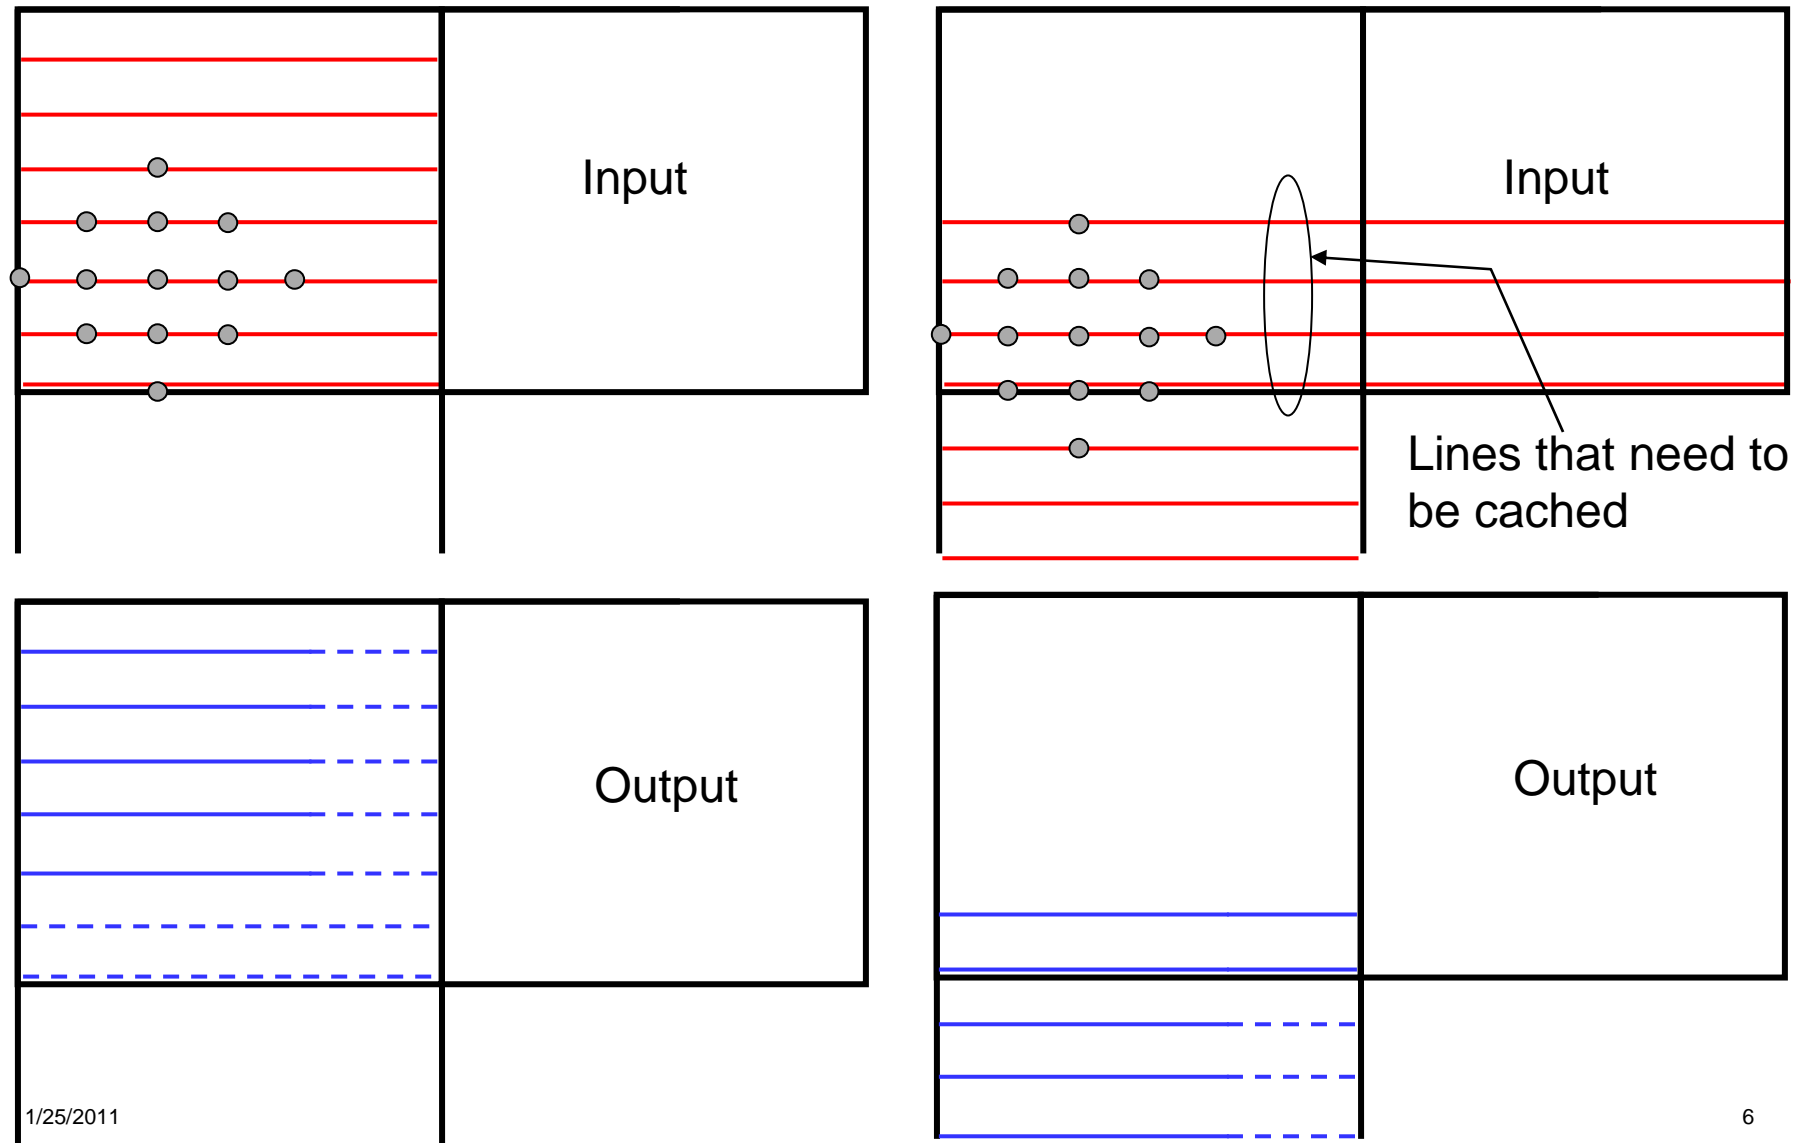 Input
Input
Lines that need to
be cached
Output
Output
1/25/2011
6